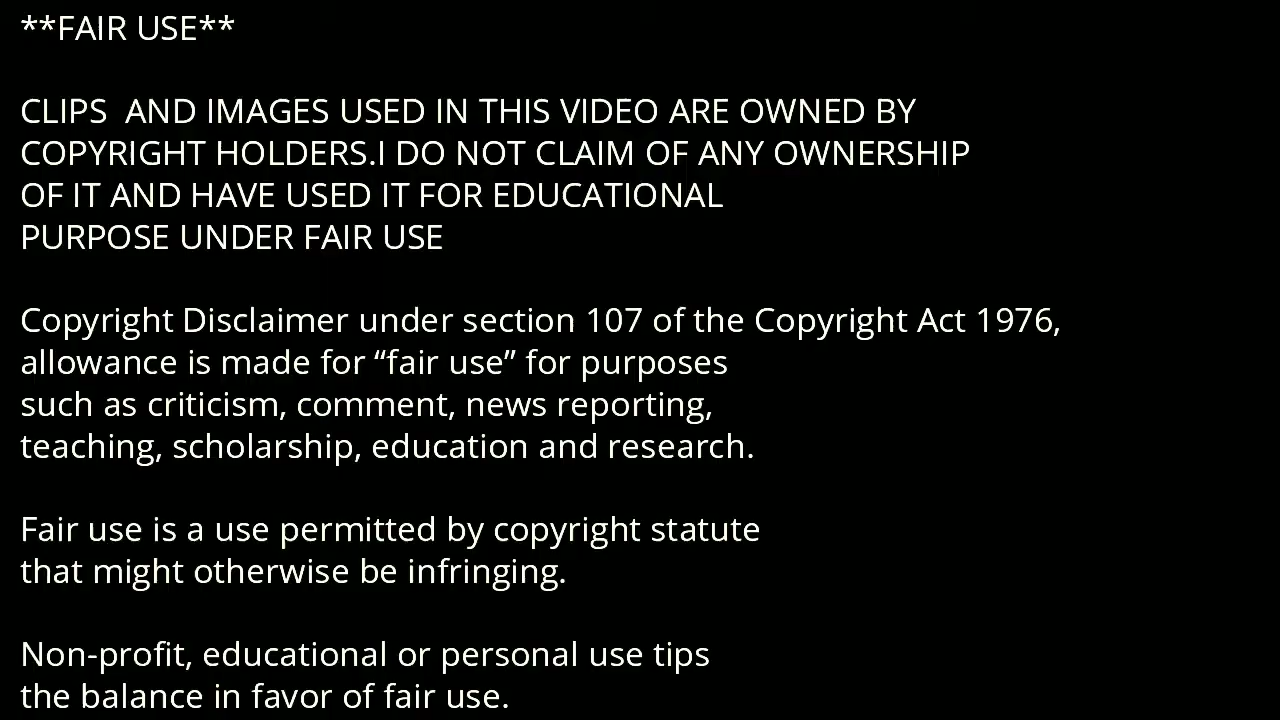 **FAIR USE**
CLIPS  AND IMAGES USED IN THIS VIDEO ARE OWNED BY
COPYRIGHT HOLDERS.I DO NOT CLAIM OF ANY OWNERSHIP
OF IT AND HAVE USED IT FOR EDUCATIONAL
PURPOSE UNDER FAIR USE
Copyright Disclaimer under section 107 of the Copyright Act 1976,
allowance is made for “fair use” for purposes
such as criticism, comment, news reporting,
teaching, scholarship, education and research.
Fair use is a use permitted by copyright statute
that might otherwise be infringing.
Non-profit, educational or personal use tips
the balance in favor of fair use.